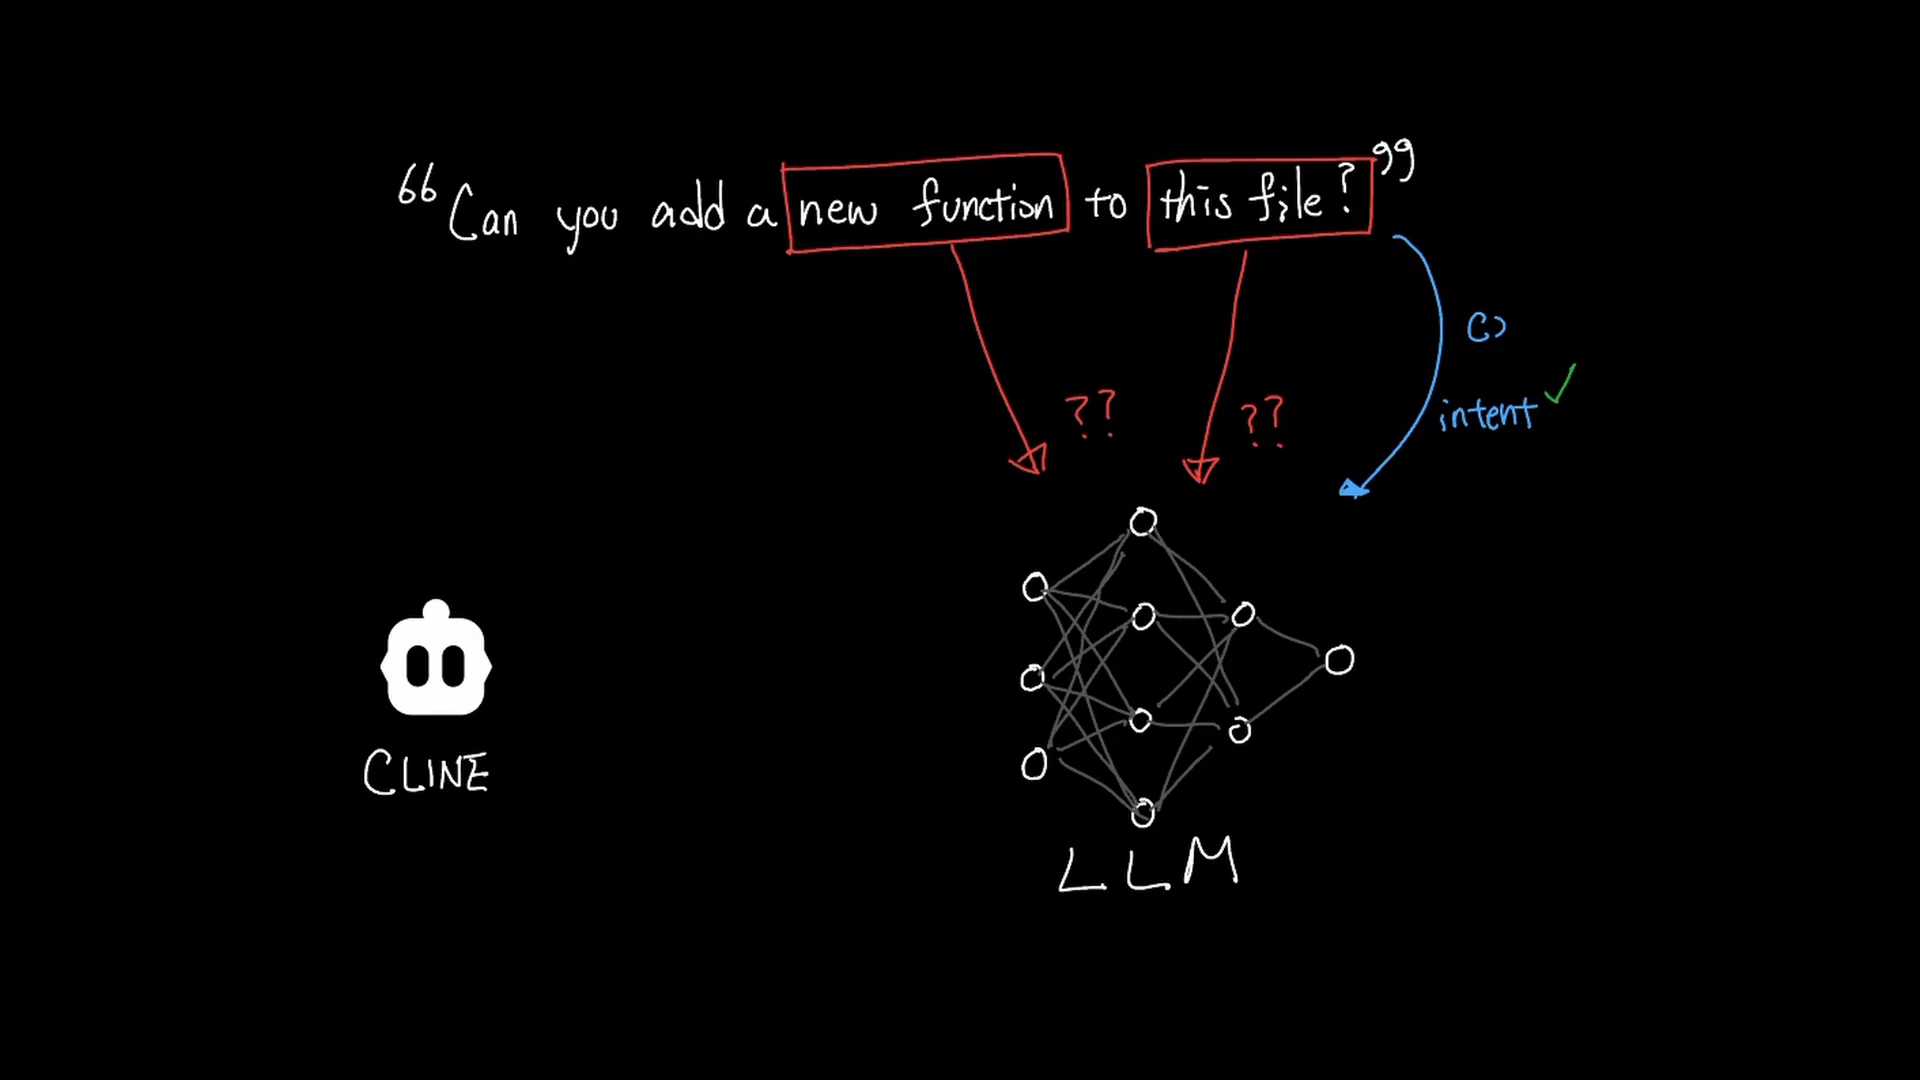 “Can you add a new function to this file?”
??
??
intent
CLINE
LLM